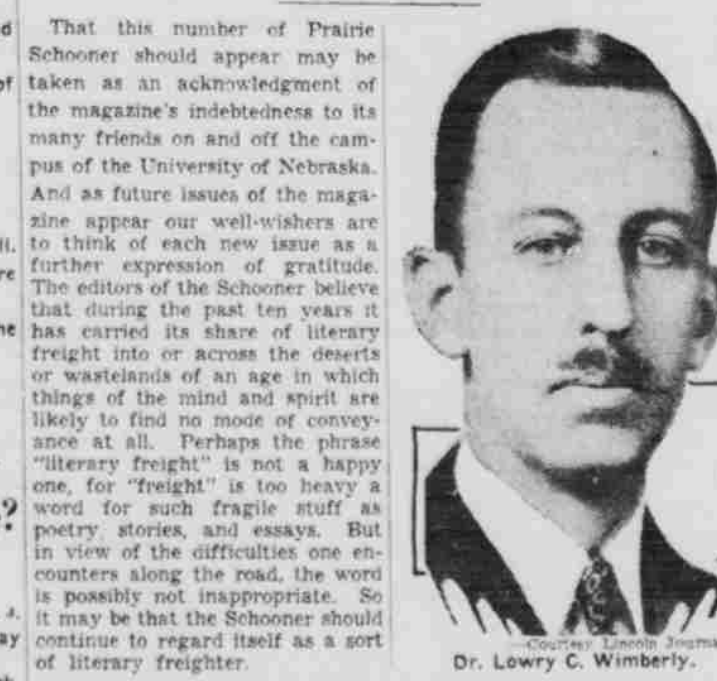 That this number of Prairie
Schooner should appear may be
taken as an acknowledgment of
the magazine's indebtedness to its
many friends on and off the cam-
pus of the University of Nebraska.
And as future issues of the maga-
zine appear our well-wishers are
to think of each new issue as a
further expression of gratitude.
The editors of the Schooner believe
that during the past ten years it
has carried its share of literary
freight into or across the deserts
or wastelands of an age in which
things of the mind and spirit are
likely to find no mode of convey-
ance at all. Perhaps the phrase
"literary freight" is not a happy
one, for "freight" is too heavy a
word for such fragile stuff as
poetry, stories, and essays. But
in view of the difficulties one en-
counters along the road, the word
is possibly not inappropriate. So
it may be that the Schooner should
continue to regard itself as a sort
of literary freighter.
—Courtesy Lincoln Journa
Dr. Lowry C. Wimberly.